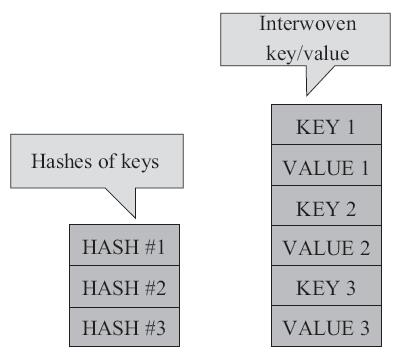 Interwoven
key/value
KEY 1
VALUE 1
KEY 2
VALUE 2
KEY 3
VALUE 3
Hashes of keys
HASH #1
HASH #2
HASH #3